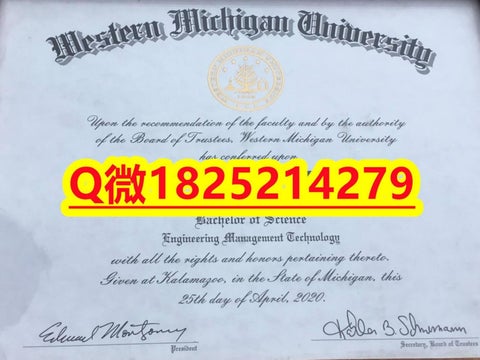 Western Michigan University
Upon the recommendation of the faculty and by the authority
of the Board of Trustees, Western Michigan University
has conferred upon
Q微1825214279
Bachelor of Science
Engineering Management Technology
with all the rights and honors pertaining thereto.
Given at Kalamazoo, in the State of Michigan, this
25th day of April, 2020.
President
Secretary, Board of Trustees